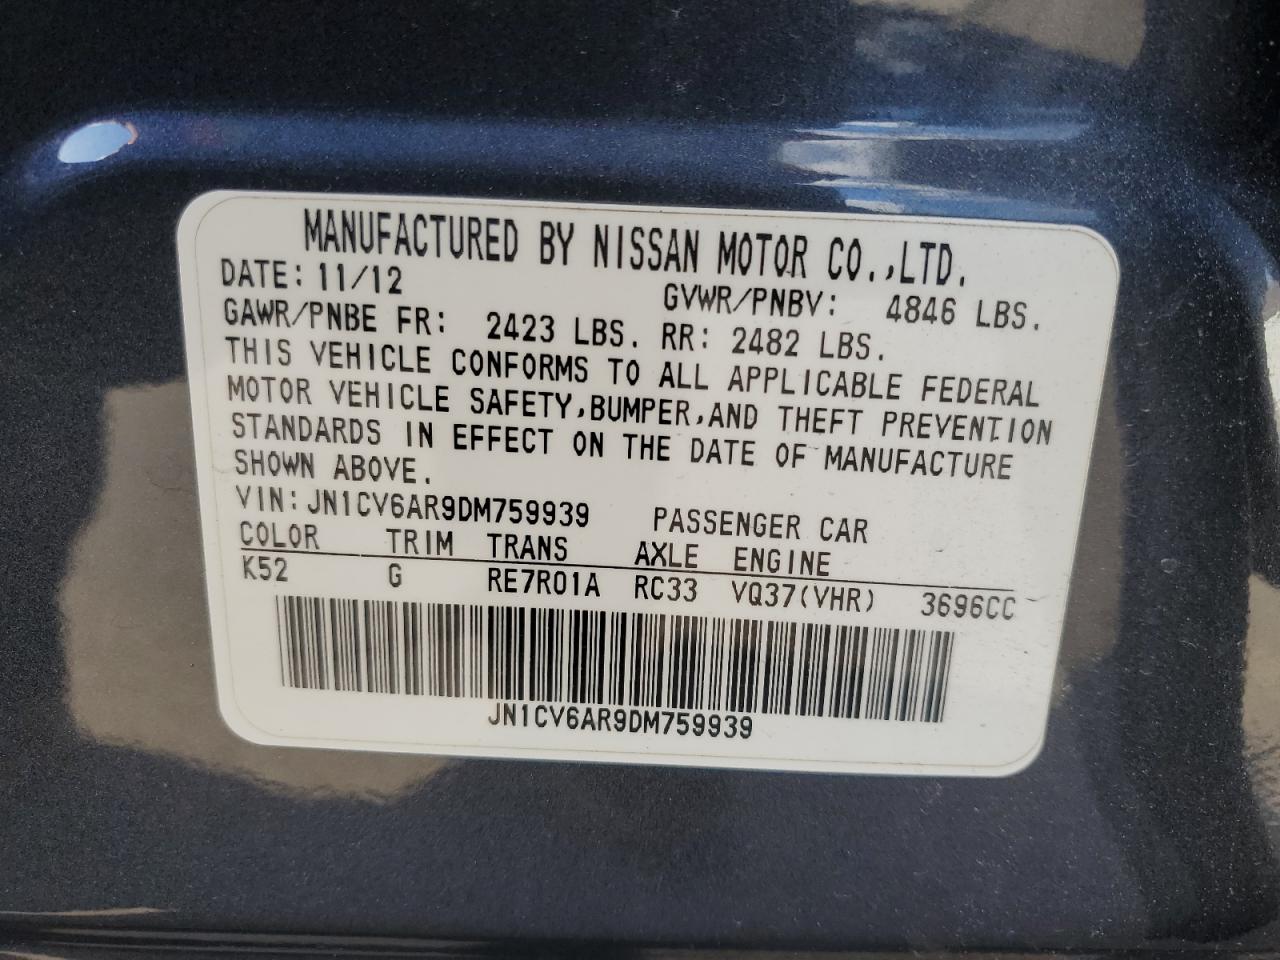 MANUFACTURED BY NISSAN MOTOR CO.,LTD.
DATE: 11/12 GVWR/PNBV: 4846 LBS.
GAWR/PNBE FR: 2423 LBS. RR: 2482 LBS.
THIS VEHICLE CONFORMS TO ALL APPLICABLE FEDERAL
MOTOR VEHICLE SAFETY,BUMPER,AND THEFT PREVENTION
STANDARDS IN EFFECT ON THE DATE OF MANUFACTURE
SHOWN ABOVE.
VIN:JN1CV6AR9DM759939 PASSENGER CAR
COLOR TRIM TRANS AXLE ENGINE
K52 G RE7R01A RC33 VQ37(VHR) 3696CC
JN1CV6AR9DM759939